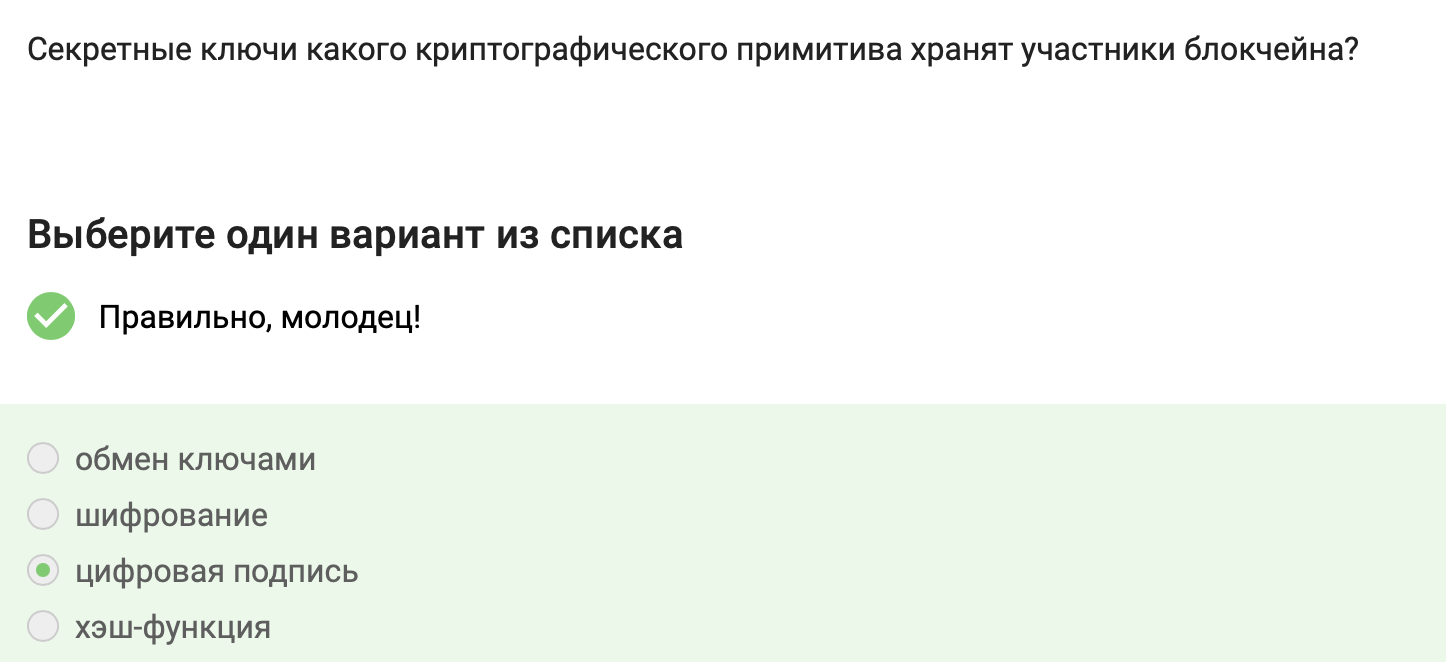 Секретные ключи какого криптографического примитива хранят участники блокчейна?
Выберите один вариант из списка
Правильно, молодец!
обмен ключами
шифрование
цифровая подпись
хэш-функция